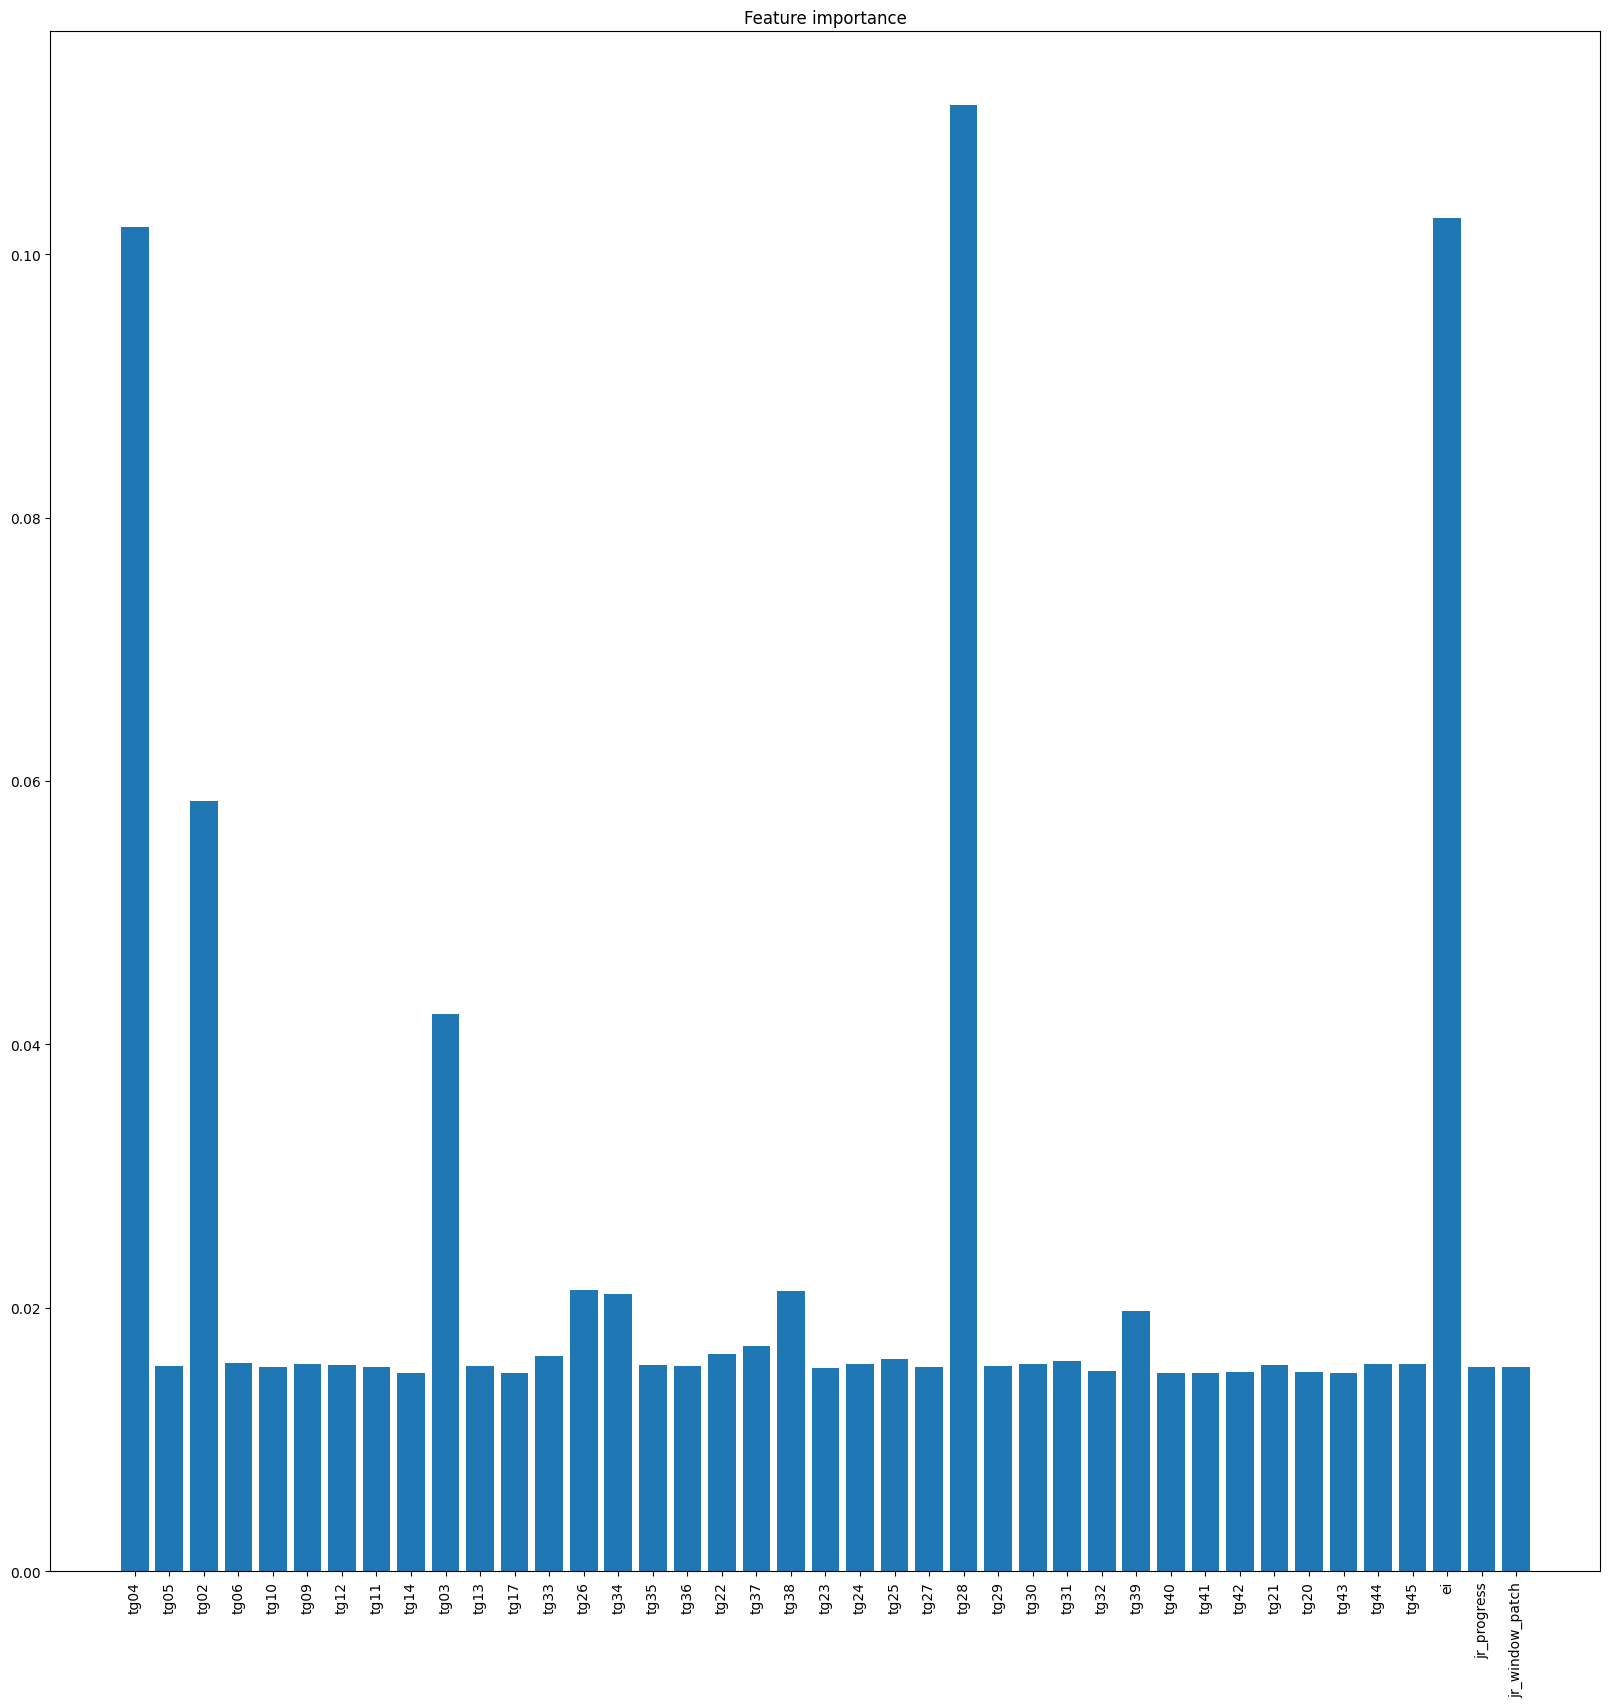 Feature importance
0.10
0.08
0.06
0.04
0.02
0.00
tg04
tg05
tg02
tg06
tg10
tg09
tg12
tg11
tg14
tg03
tg13
tg17
tg33
tg26
tg34
tg35
tg36
tg22
tg37
tg38
tg23
tg24
tg25
tg27
tg28
tg29
tg30
tg31
tg32
tg39
tg40
tg41
tg42
tg21
tg20
tg43
tg44
tg45
ei
jr_progress
jr_window_patch